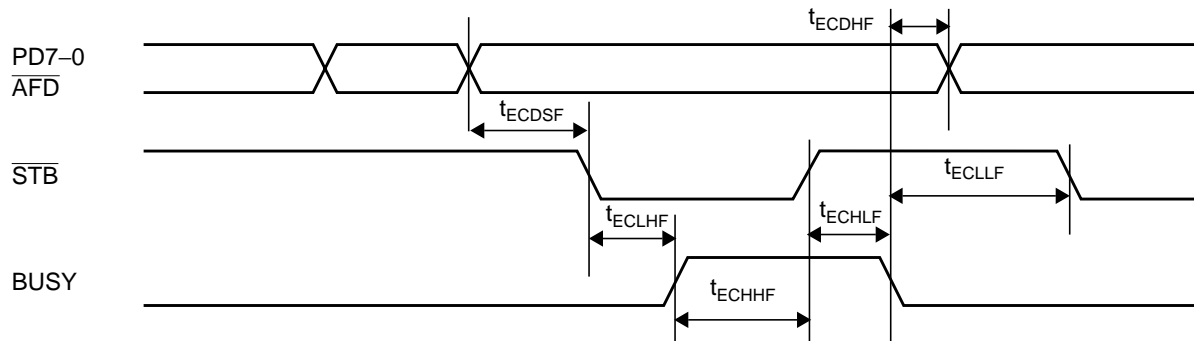 tECDHF
PD7–0
AFD
tECDSF
STB
tECLLF
tECLHF
tECHLF
BUSY
tECHHF